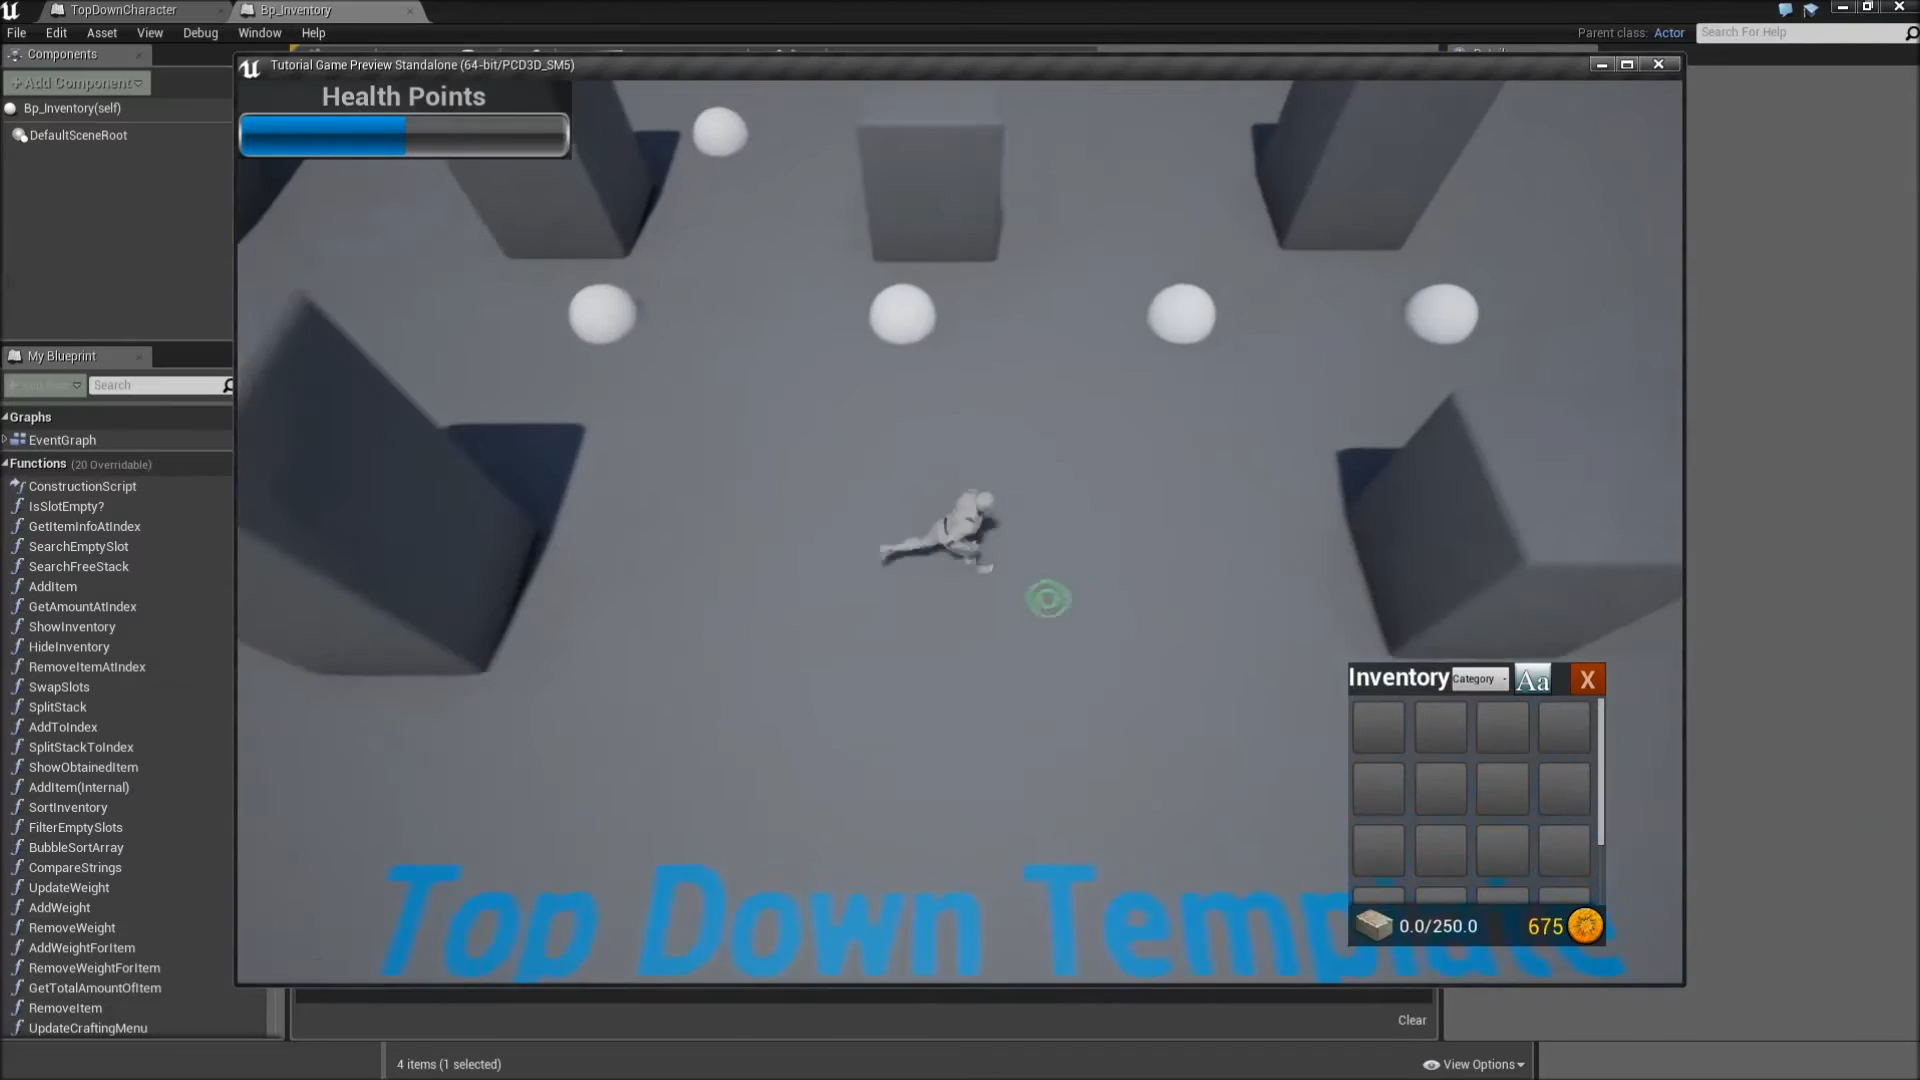 TopDownCharacter
Bp_Inventory
File Edit Asset View Debug Window Help
Parent class: Actor
Search For Help
Components
+Add Component
Bp_Inventory(self)
DefaultSceneRoot
My Blueprint
Search
Graphs
EventGraph
Functions (20 Overridable)
ConstructionScript
IsSlotEmpty?
GetItemInfoAtIndex
SearchEmptySlot
SearchFreeStack
AddItem
GetAmountAtIndex
ShowInventory
HideInventory
RemoveItemAtIndex
SwapSlots
SplitStack
AddToIndex
SplitStackToIndex
ShowObtainedItem
AddItem(Internal)
SortInventory
FilterEmptySlots
BubbleSortArray
CompareStrings
UpdateWeight
AddWeight
RemoveWeight
AddWeightForItem
RemoveWeightForItem
GetTotalAmountOfItem
RemoveItem
UpdateCraftingMenu
Tutorial Game Preview Standalone (64-bit/PCD3D_SM5)
Health Points
Inventory Category Aa X
0.0/250.0 675
Top Down Template
Clear
4 items (1 selected)
View Options